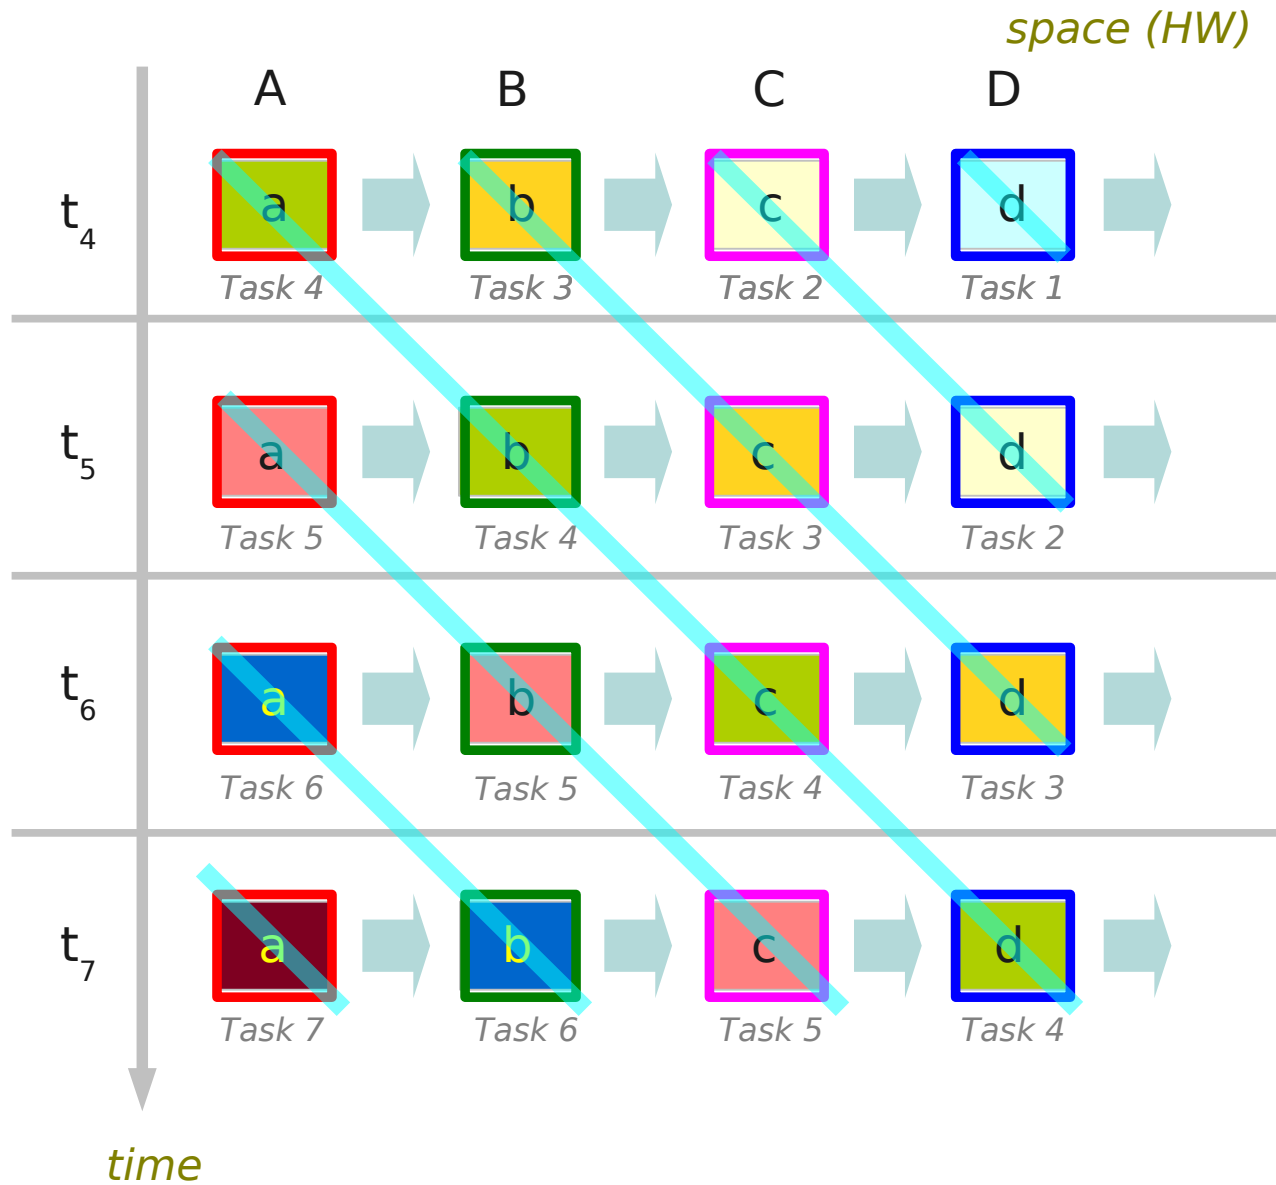 space (HW)
A B C D
t4 a b c d
Task 4 Task 3 Task 2 Task 1
t5 a b c d
Task 5 Task 4 Task 3 Task 2
t6 a b c d
Task 6 Task 5 Task 4 Task 3
t7 a b c d
Task 7 Task 6 Task 5 Task 4
time